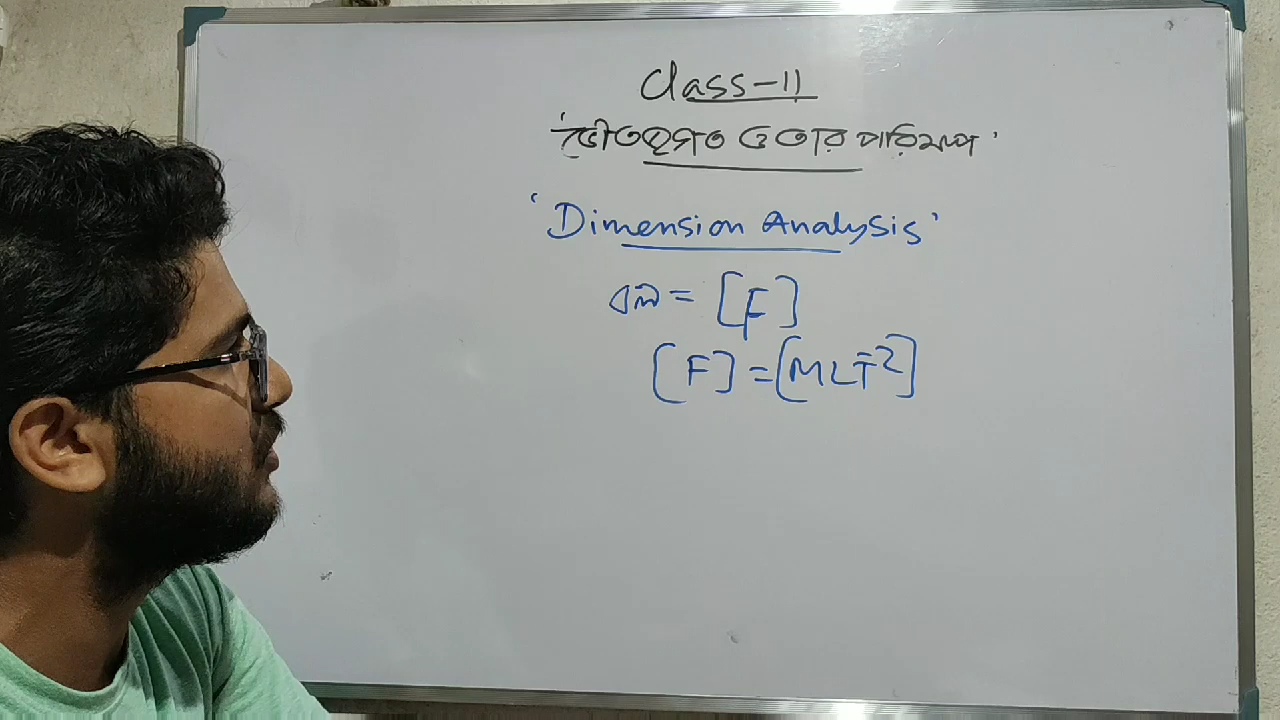 Class-11
'ভৌতজগত ও তার পরিমাপ'
'Dimension Analysis'
বল = [F]
[F] = [MLT⁻²]